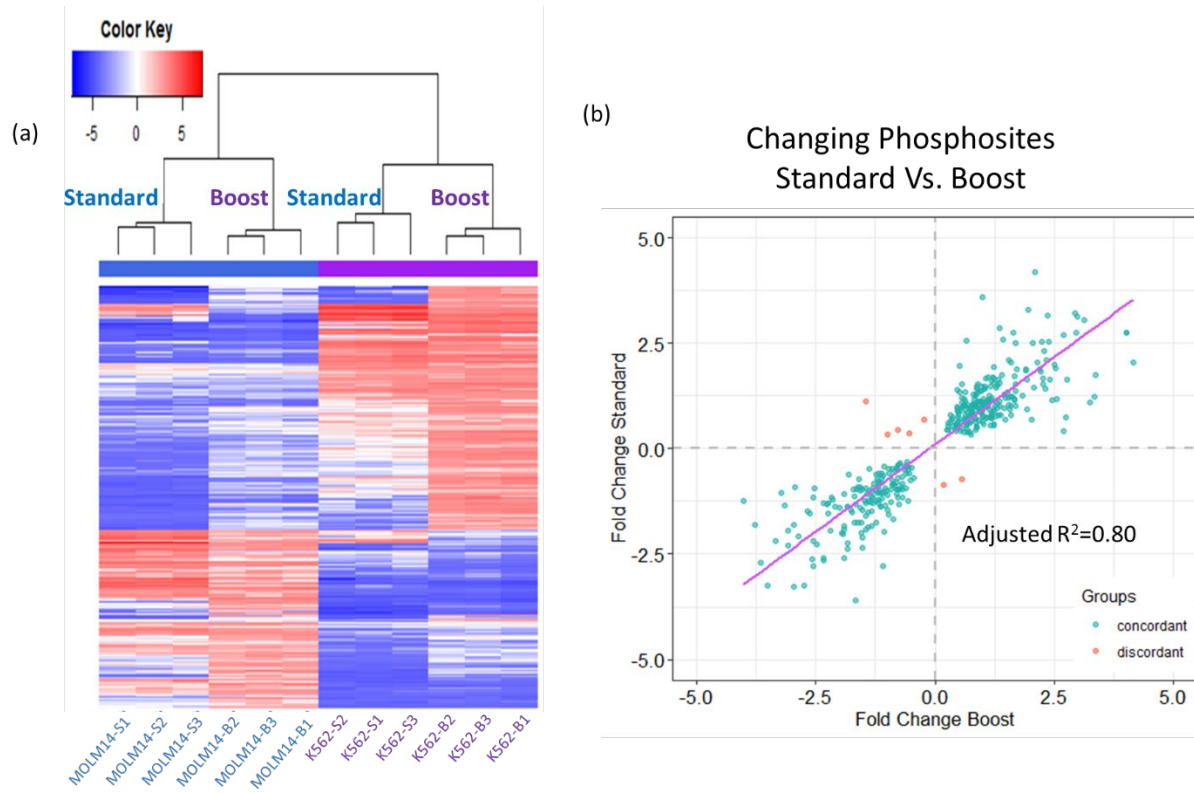 (a)
Color Key
-5 0 5
Standard Boost Standard Boost
MOLM14-S1
MOLM14-S2
MOLM14-S3
MOLM14-B2
MOLM14-B3
MOLM14-B1
K562-S2
K562-S1
K562-S3
K562-B2
K562-B3
K562-B1
(b)
Changing Phosphosites
Standard Vs. Boost
Fold Change Standard
5.0
2.5
0.0
-2.5
-5.0
Adjusted R²=0.80
Groups
concordant
discordant
-5.0 -2.5 0.0 2.5 5.0
Fold Change Boost